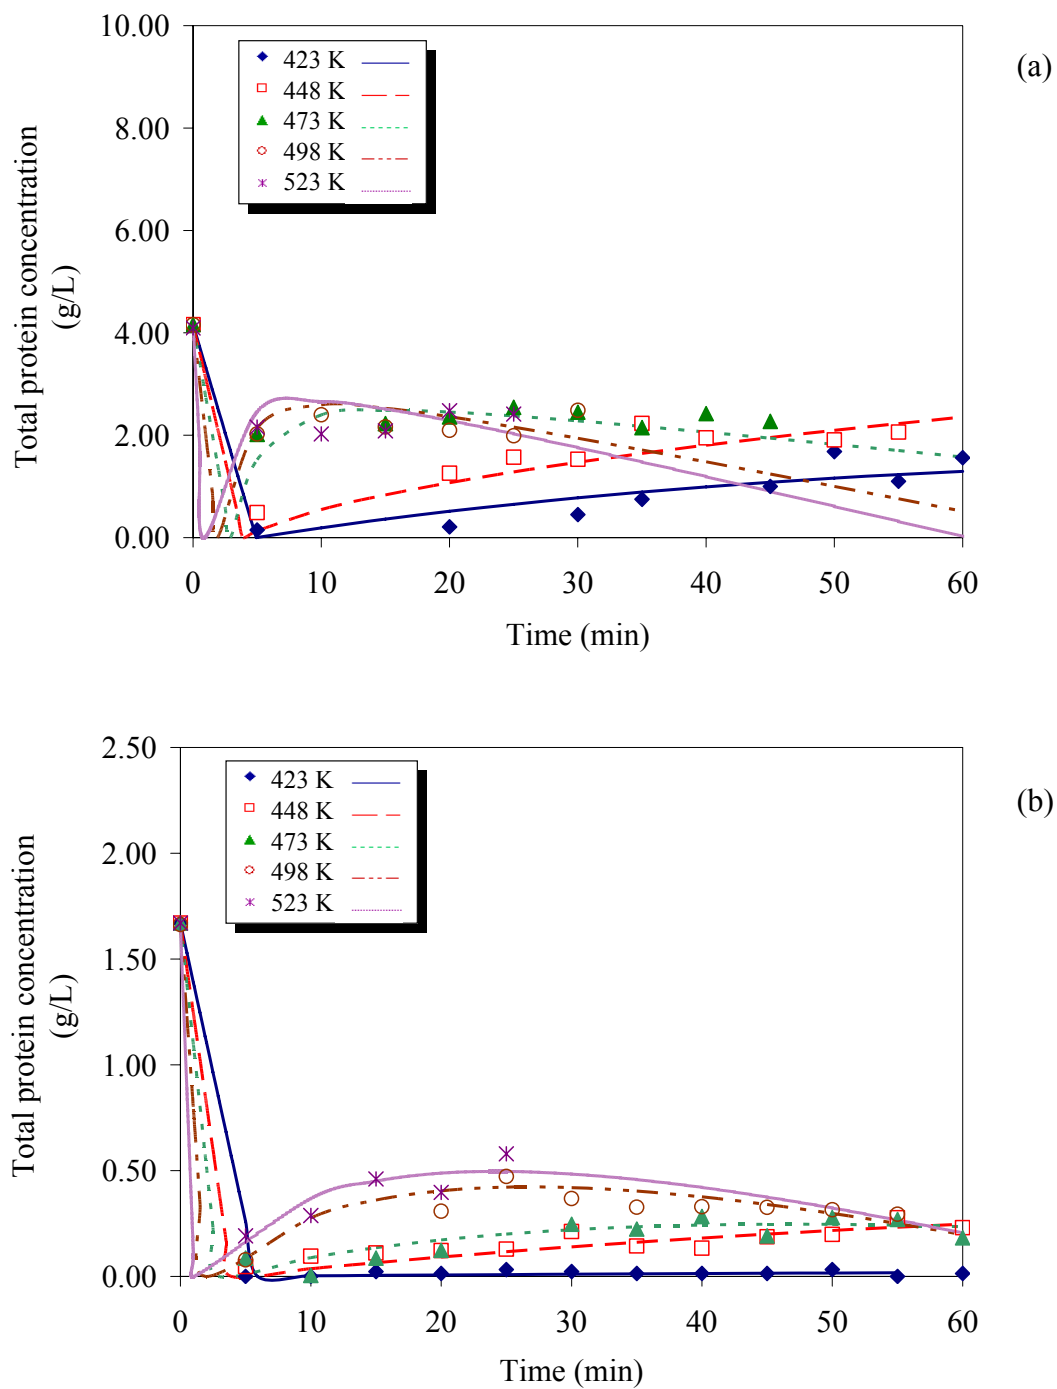 (a)
Total protein concentration
(g/L)
10.00
8.00
6.00
4.00
2.00
0.00
423 K
448 K
473 K
498 K
523 K
0 10 20 30 40 50 60
Time (min)
(b)
Total protein concentration
(g/L)
2.50
2.00
1.50
1.00
0.50
0.00
423 K
448 K
473 K
498 K
523 K
0 10 20 30 40 50 60
Time (min)